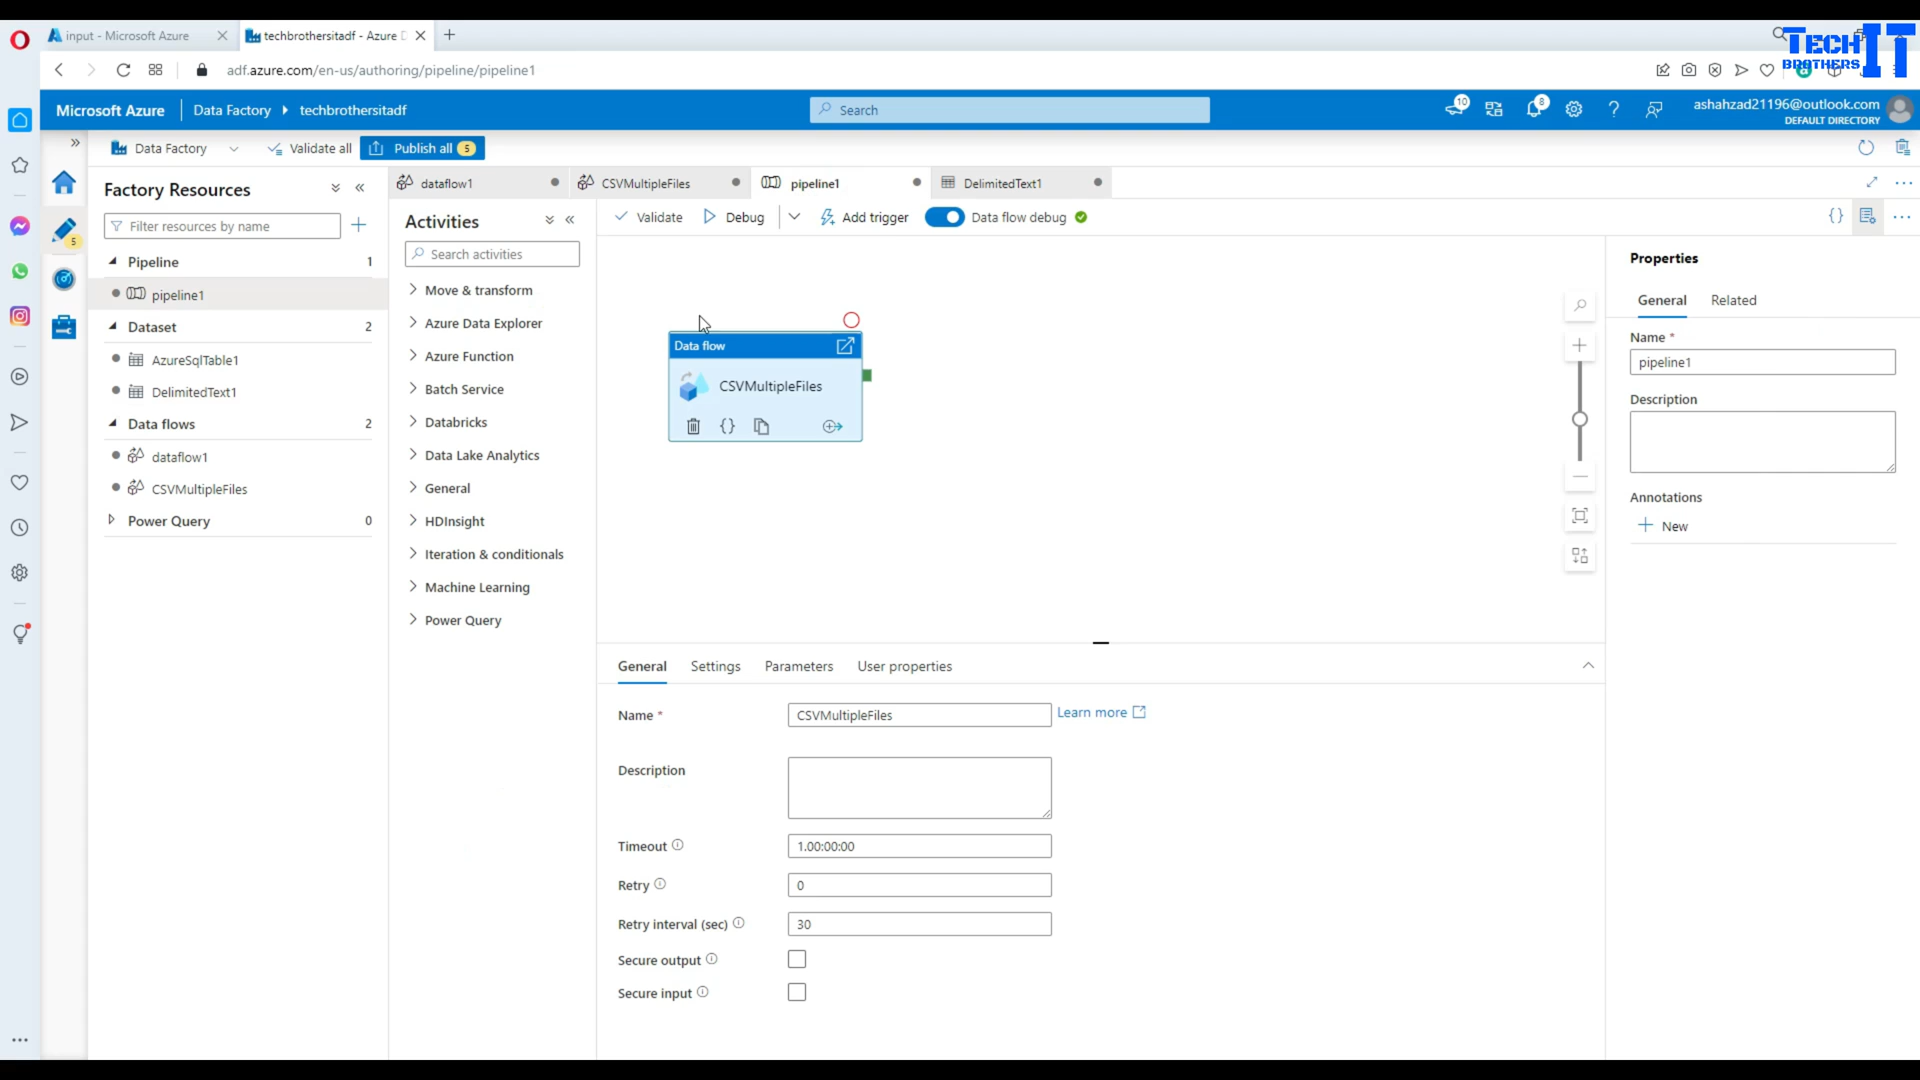 input - Microsoft Azure
techbrothersitadf - Azure D
TECH
BROTHERS
IT
adf.azure.com/en-us/authoring/pipeline/pipeline1
Microsoft Azure
Data Factory
techbrothersitadf
Search
10
8
ashahzad21196@outlook.com
DEFAULT DIRECTORY
Data Factory
Validate all
Publish all
5
Factory Resources
Filter resources by name
5
Pipeline 1
pipeline1
Dataset 2
AzureSqlTable1
DelimitedText1
Data flows 2
dataflow1
CSVMultipleFiles
Power Query 0
dataflow1
CSVMultipleFiles
pipeline1
DelimitedText1
Activities
Search activities
Move & transform
Azure Data Explorer
Azure Function
Batch Service
Databricks
Data Lake Analytics
General
HDInsight
Iteration & conditionals
Machine Learning
Power Query
Validate
Debug
Add trigger
Data flow debug
{}
Data flow
CSVMultipleFiles
{}
General
Settings
Parameters
User properties
Name *
CSVMultipleFiles
Learn more
Description
Timeout
1.00:00:00
Retry
0
Retry interval (sec)
30
Secure output
Secure input
Properties
General
Related
Name *
pipeline1
Description
Annotations
New